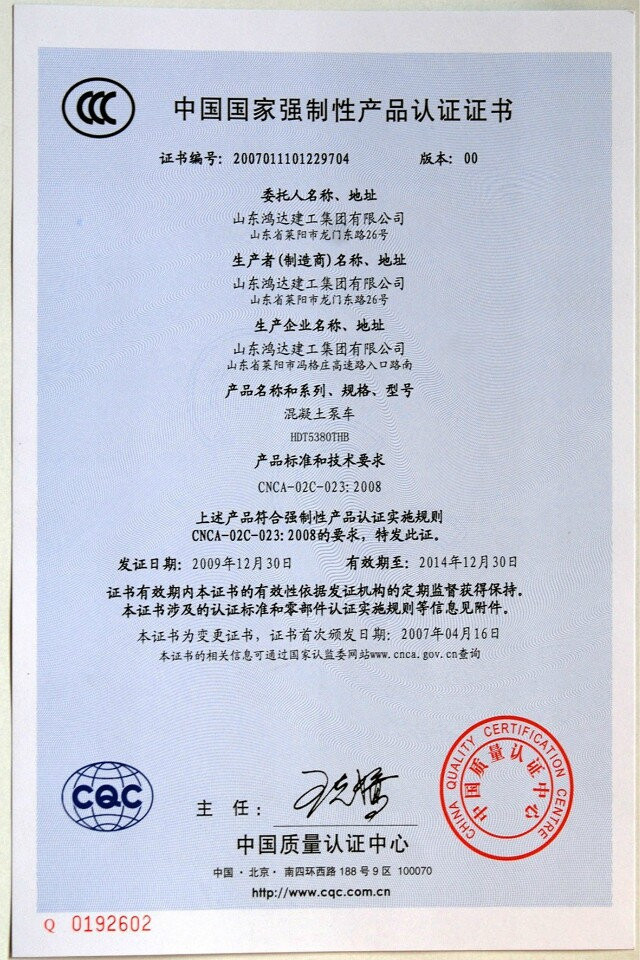 CCC
中国国家强制性产品认证证书
证书编号：2007011101229704 版本：00
委托人名称、地址
山东鸿达建工集团有限公司
山东省莱阳市龙门东路26号
生产者(制造商)名称、地址
山东鸿达建工集团有限公司
山东省莱阳市龙门东路26号
生产企业名称、地址
山东鸿达建工集团有限公司
山东省莱阳市冯格庄高速路入口路南
产品名称和系列、规格、型号
混凝土泵车
HDT5380THB
产品标准和技术要求
CNCA-02C-023:2008
上述产品符合强制性产品认证实施规则
CNCA-02C-023:2008的要求，特发此证。
发证日期：2009年12月30日 有效期至：2014年12月30日
证书有效期内本证书的有效性依据发证机构的定期监督获得保持。
本证书涉及的认证标准和零部件认证实施规则等信息见附件。
本证书为变更证书，证书首次颁发日期：2007年04月16日
本证书的相关信息可通过国家认监委网站www.cnca.gov.cn查询
CQC
主任：
CHINA QUALITY CERTIFICATION CENTRE
中国质量认证中心
中国质量认证中心
中国·北京·南四环西路188号9区 100070
http://www.cqc.com.cn
Q 0192602